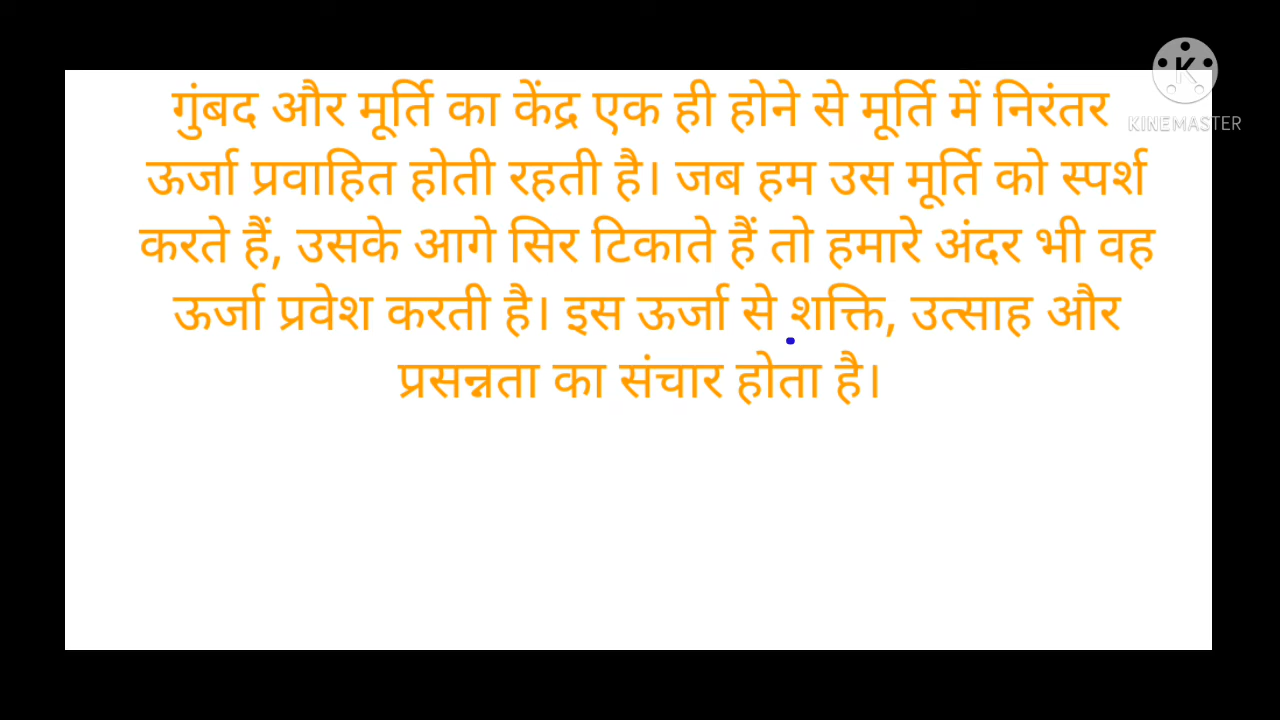 गुंबद और मूर्ति का केंद्र एक ही होने से मूर्ति में निरंतर
ऊर्जा प्रवाहित होती रहती है। जब हम उस मूर्ति को स्पर्श
करते हैं, उसके आगे सिर टिकाते हैं तो हमारे अंदर भी वह
ऊर्जा प्रवेश करती है। इस ऊर्जा से शक्ति, उत्साह और
प्रसन्नता का संचार होता है।
K
KINEMASTER